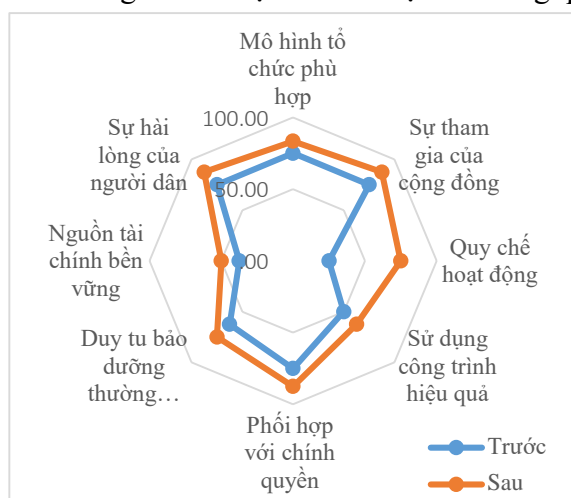 Mô hình tổ
chức phù
hợp
Sự tham
gia của
cộng đồng
Quy chế
hoạt động
Sử dụng
công trình
hiệu quả
Phối hợp
với chính
quyền
Duy tu bảo
dưỡng
thường…
Nguồn tài
chính bền
vững
Sự hài
lòng của
người dân
100.00
50.00
Trước
Sau